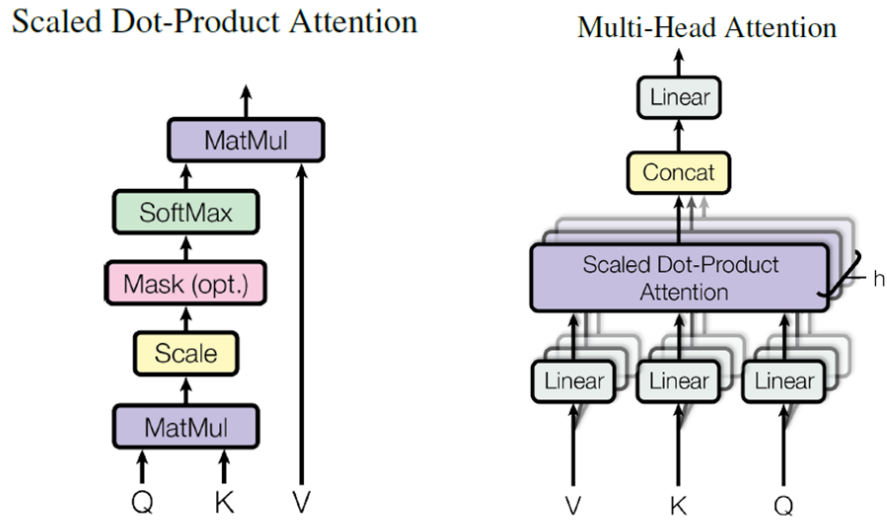 Scaled Dot-Product Attention
MatMul
SoftMax
Mask (opt.)
Scale
MatMul
Q K V
Multi-Head Attention
Linear
Concat
Scaled Dot-Product
Attention
h
Linear Linear Linear
V K Q